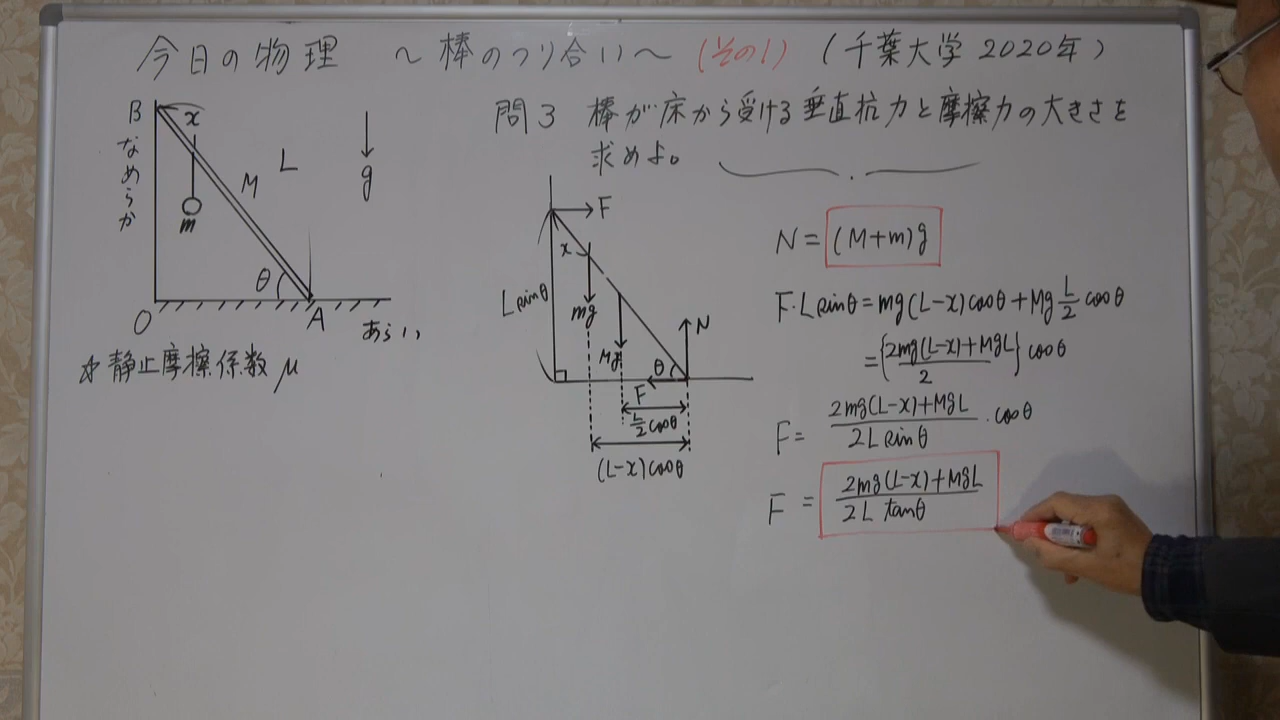 今日の物理 ～棒のつり合い～ (その1) (千葉大学 2020年)
B
x
なめらか
M
L
g
m
θ
O
A
あらい
☆静止摩擦係数 μ
問3 棒が床から受ける垂直抗力と摩擦力の大きさを
求めよ。
F
x
L sinθ
mg
Mg
N
θ
F
L/2 cosθ
(L-x)cosθ
N = (M+m)g
F・L sinθ = mg(L-x)cosθ + Mg L/2 cosθ
= {2mg(L-x)+MgL / 2} cosθ
F = 2mg(L-x)+MgL / 2L sinθ ・cosθ
F = 2mg(L-x)+MgL / 2L tanθ